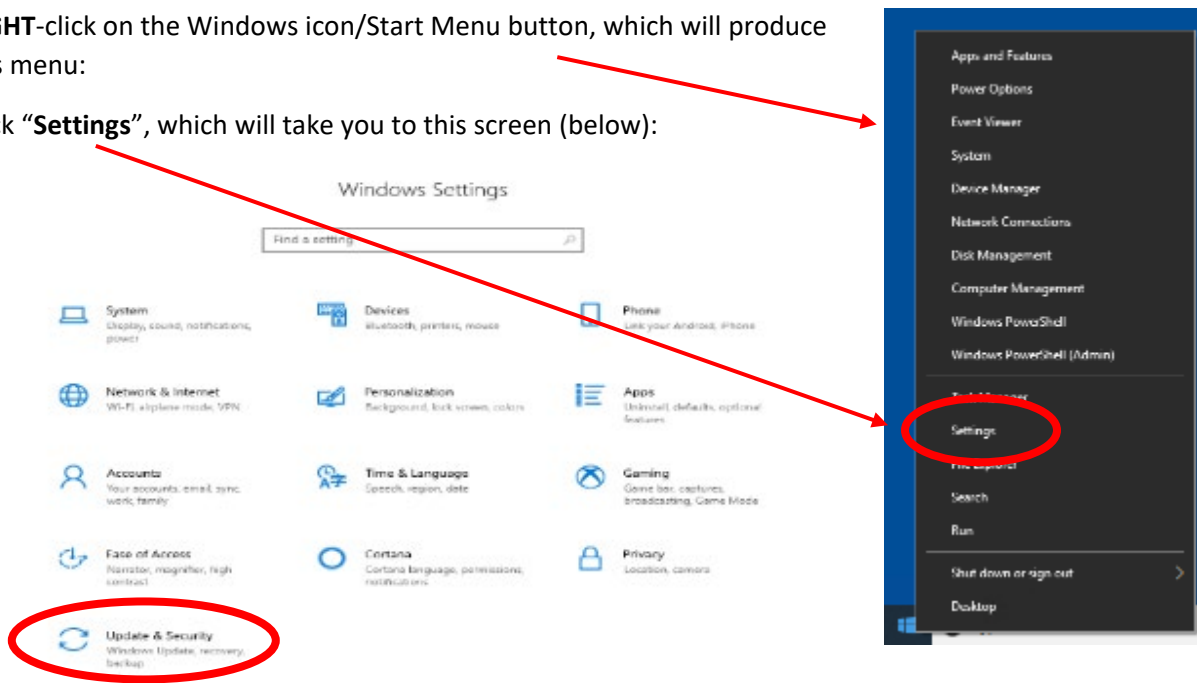 GHT-click on the Windows icon/Start Menu button, which will produce
s menu:
ck “Settings”, which will take you to this screen (below):
Windows Settings
Find a setting
System
Display, sound, notifications,
power
Devices
Bluetooth, printers, mouse
Phone
Link your Android, iPhone
Network & Internet
Wi-Fi, airplane mode, VPN
Personalization
Background, lock screen, colors
Apps
Uninstall, defaults, optional
features
Accounts
Your accounts, email, sync,
work, family
Time & Language
Speech, region, date
Gaming
Game bar, captures,
broadcasting, Game Mode
Ease of Access
Narrator, magnifier, high
contrast
Cortana
Cortana language, permissions,
notifications
Privacy
Location, camera
Update & Security
Windows Update, recovery,
backup
Apps and Features
Power Options
Event Viewer
System
Device Manager
Network Connections
Disk Management
Computer Management
Windows PowerShell
Windows PowerShell (Admin)
Task Manager
Settings
File Explorer
Search
Run
Shut down or sign out
Desktop